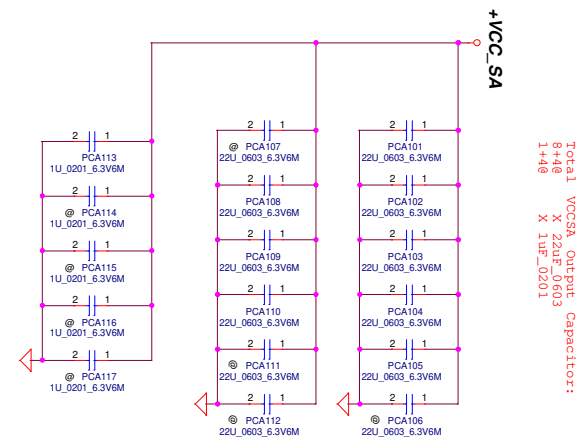 +VCC_SA
Total VCCSA Output Capacitor:
8+4@ X 22uF_0603
1+4@ X 1uF_0201
2 1
PCA113
1U_0201_6.3V6M
2 1
@ PCA114
1U_0201_6.3V6M
2 1
@ PCA115
1U_0201_6.3V6M
2 1
@ PCA116
1U_0201_6.3V6M
2 1
@ PCA117
1U_0201_6.3V6M
2 1
@ PCA107
22U_0603_6.3V6M
2 1
PCA108
22U_0603_6.3V6M
2 1
PCA109
22U_0603_6.3V6M
2 1
PCA110
22U_0603_6.3V6M
2 1
@ PCA111
22U_0603_6.3V6M
2 1
@ PCA112
22U_0603_6.3V6M
2 1
PCA101
22U_0603_6.3V6M
2 1
PCA102
22U_0603_6.3V6M
2 1
PCA103
22U_0603_6.3V6M
2 1
PCA104
22U_0603_6.3V6M
2 1
PCA105
22U_0603_6.3V6M
2 1
@ PCA106
22U_0603_6.3V6M